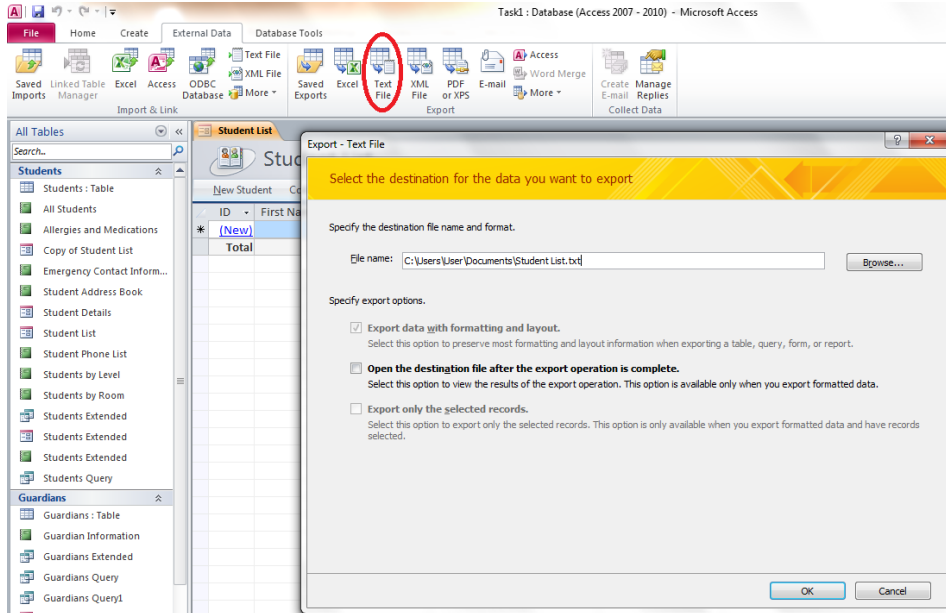 Task1 : Database (Access 2007 - 2010) - Microsoft Access
File Home Create External Data Database Tools
Saved Imports
Linked Table Manager
Excel
Access
ODBC Database
Text File
XML File
More
Import & Link
Saved Exports
Excel
Text File
XML File
PDF or XPS
E-mail
Access
Word Merge
More
Export
Create E-mail
Manage Replies
Collect Data
All Tables
Search...
Students
Students : Table
All Students
Allergies and Medications
Copy of Student List
Emergency Contact Inform...
Student Address Book
Student Details
Student List
Student Phone List
Students by Level
Students by Room
Students Extended
Students Extended
Students Extended
Students Query
Guardians
Guardians : Table
Guardian Information
Guardians Extended
Guardians Query
Guardians Query1
Student List
New Student
ID First Na
* (New)
Total
Export - Text File
Select the destination for the data you want to export
Specify the destination file name and format.
File name: C:\Users\User\Documents\Student List.txt Browse...
Specify export options.
Export data with formatting and layout.
Select this option to preserve most formatting and layout information when exporting a table, query, form, or report.
Open the destination file after the export operation is complete.
Select this option to view the results of the export operation. This option is available only when you export formatted data.
Export only the selected records.
Select this option to export only the selected records. This option is only available when you export formatted data and have records
selected.
OK Cancel